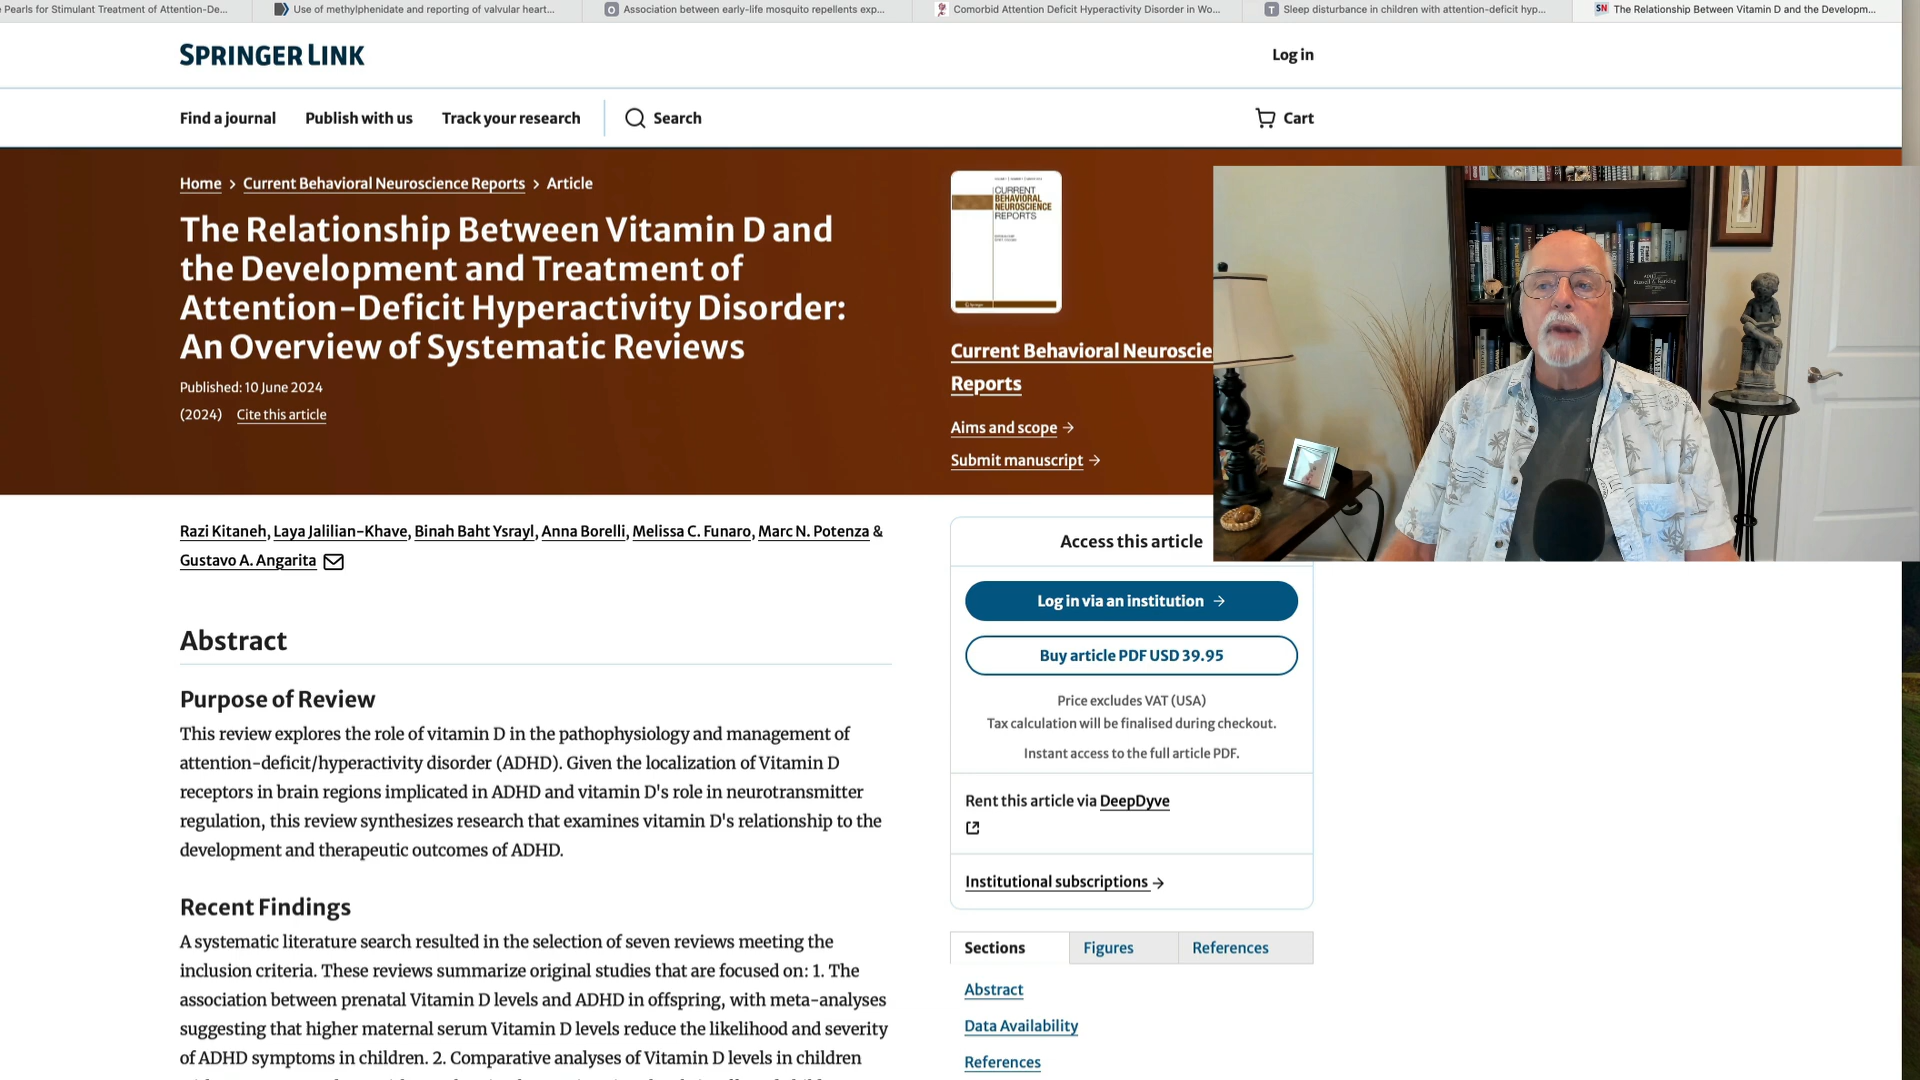 e Pearls for Stimulant Treatment of Attention-De...
Use of methylphenidate and reporting of valvular heart...
Association between early-life mosquito repellents exp...
Comorbid Attention Deficit Hyperactivity Disorder in Wo...
Sleep disturbance in children with attention-deficit hyp...
The Relationship Between Vitamin D and the Developm...
SPRINGER LINK
Log in
Find a journal
Publish with us
Track your research
Search
Cart
Home > Current Behavioral Neuroscience Reports > Article
The Relationship Between Vitamin D and
the Development and Treatment of
Attention-Deficit Hyperactivity Disorder:
An Overview of Systematic Reviews
Published: 10 June 2024
(2024) Cite this article
CURRENT
BEHAVIORAL
NEUROSCIENCE
REPORTS
Current Behavioral Neuroscie
Reports
Aims and scope →
Submit manuscript →
Razi Kitaneh, Laya Jalilian-Khave, Binah Baht Ysrayl, Anna Borelli, Melissa C. Funaro, Marc N. Potenza &
Gustavo A. Angarita
Abstract
Purpose of Review
This review explores the role of vitamin D in the pathophysiology and management of
attention-deficit/hyperactivity disorder (ADHD). Given the localization of Vitamin D
receptors in brain regions implicated in ADHD and vitamin D's role in neurotransmitter
regulation, this review synthesizes research that examines vitamin D's relationship to the
development and therapeutic outcomes of ADHD.
Recent Findings
A systematic literature search resulted in the selection of seven reviews meeting the
inclusion criteria. These reviews summarize original studies that are focused on: 1. The
association between prenatal Vitamin D levels and ADHD in offspring, with meta-analyses
suggesting that higher maternal serum Vitamin D levels reduce the likelihood and severity
of ADHD symptoms in children. 2. Comparative analyses of Vitamin D levels in children
Access this article
Log in via an institution →
Buy article PDF USD 39.95
Price excludes VAT (USA)
Tax calculation will be finalised during checkout.
Instant access to the full article PDF.
Rent this article via DeepDyve
Institutional subscriptions →
Sections
Figures
References
Abstract
Data Availability
References